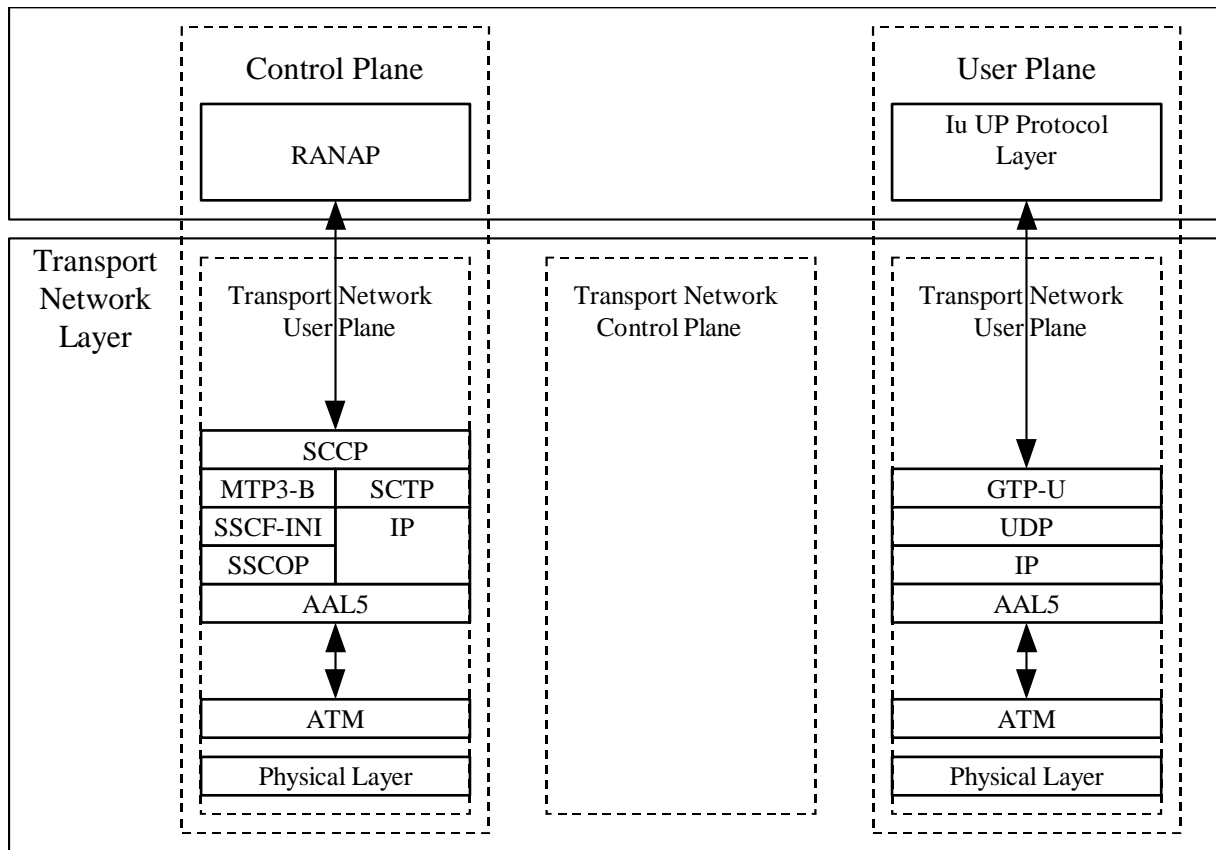 Control Plane
User Plane
RANAP
Iu UP Protocol
Layer
Transport
Network
Layer
Transport Network
User Plane
Transport Network
Control Plane
Transport Network
User Plane
SCCP
MTP3-B
SCTP
SSCF-INI
IP
SSCOP
AAL5
GTP-U
UDP
IP
AAL5
ATM
ATM
Physical Layer
Physical Layer